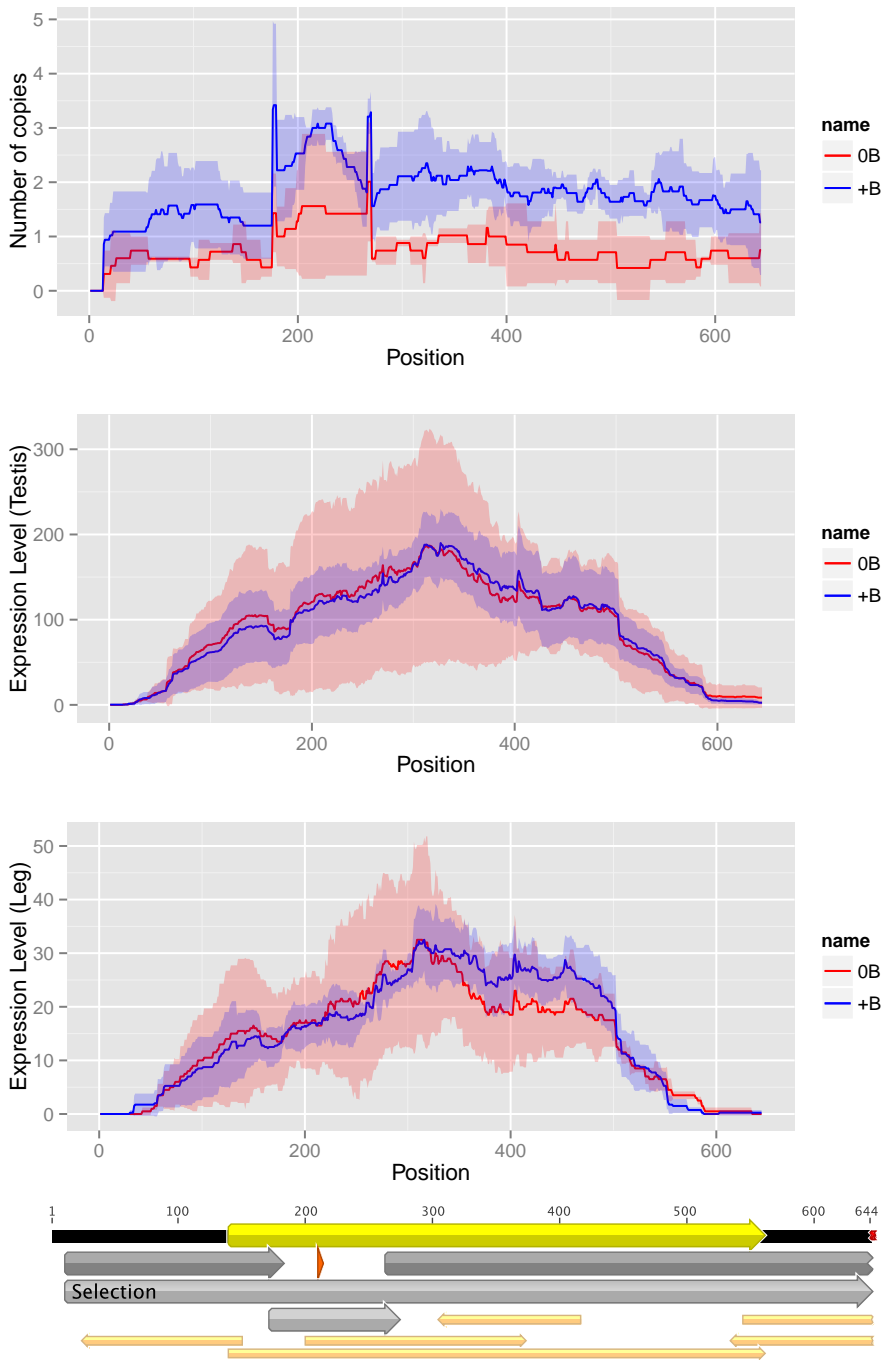 5
4
3
2
1
0
Number of copies
0
200
400
600
Position
name
0B
+B
300
200
100
0
Expression Level (Testis)
0
200
400
600
Position
name
0B
+B
50
40
30
20
10
0
Expression Level (Leg)
0
200
400
600
Position
name
0B
+B
1
100
200
300
400
500
600
644
Selection